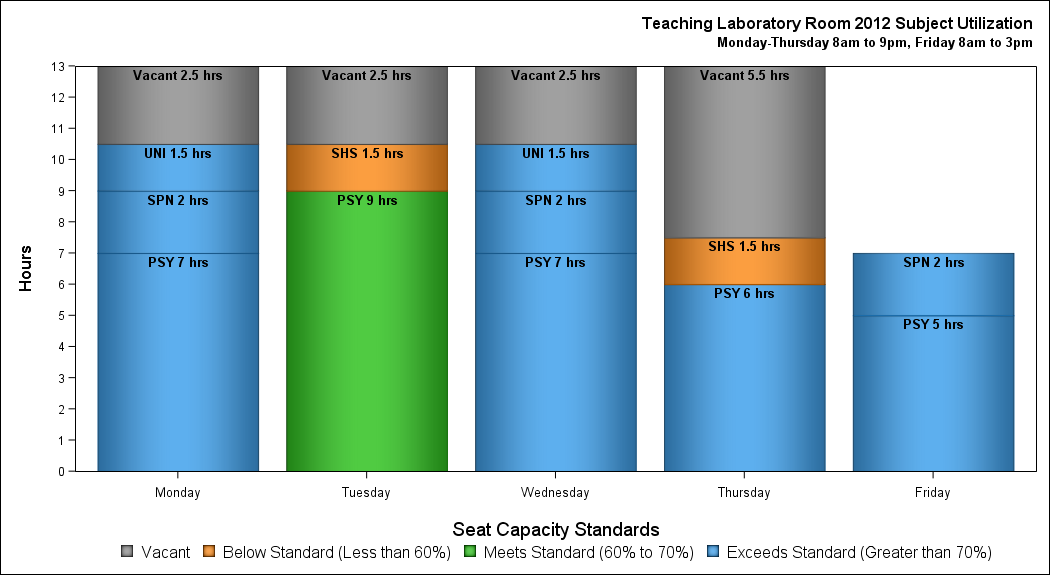 Teaching Laboratory Room 2012 Subject Utilization
Monday-Thursday 8am to 9pm, Friday 8am to 3pm
Hours
13
12
11
10
9
8
7
6
5
4
3
2
1
0
Vacant 2.5 hrs
UNI 1.5 hrs
SPN 2 hrs
PSY 7 hrs
Vacant 2.5 hrs
SHS 1.5 hrs
PSY 9 hrs
Vacant 2.5 hrs
UNI 1.5 hrs
SPN 2 hrs
PSY 7 hrs
Vacant 5.5 hrs
SHS 1.5 hrs
PSY 6 hrs
SPN 2 hrs
PSY 5 hrs
Monday Tuesday Wednesday Thursday Friday
Seat Capacity Standards
Vacant Below Standard (Less than 60%) Meets Standard (60% to 70%) Exceeds Standard (Greater than 70%)